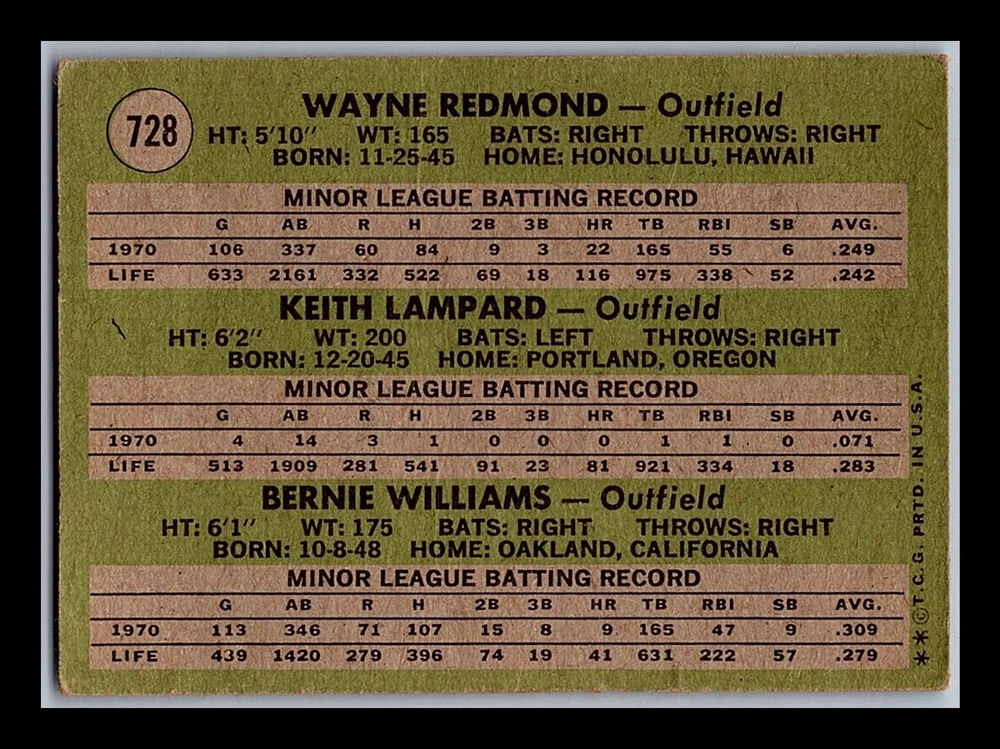 728
WAYNE REDMOND — Outfield
HT: 5'10" WT: 165 BATS: RIGHT THROWS: RIGHT
BORN: 11-25-45 HOME: HONOLULU, HAWAII
MINOR LEAGUE BATTING RECORD
G AB R H 2B 3B HR TB RBI SB AVG.
1970 106 337 60 84 9 3 22 165 55 6 .249
LIFE 633 2161 332 522 69 18 116 975 338 52 .242
KEITH LAMPARD — Outfield
HT: 6'2" WT: 200 BATS: LEFT THROWS: RIGHT
BORN: 12-20-45 HOME: PORTLAND, OREGON
MINOR LEAGUE BATTING RECORD
G AB R H 2B 3B HR TB RBI SB AVG.
1970 4 14 3 1 0 0 0 1 1 0 .071
LIFE 513 1909 281 541 91 23 81 921 334 18 .283
BERNIE WILLIAMS — Outfield
HT: 6'1" WT: 175 BATS: RIGHT THROWS: RIGHT
BORN: 10-8-48 HOME: OAKLAND, CALIFORNIA
MINOR LEAGUE BATTING RECORD
G AB R H 2B 3B HR TB RBI SB AVG.
1970 113 346 71 107 15 8 9 165 47 9 .309
LIFE 439 1420 279 396 74 19 41 631 222 57 .279
**©T.C.G. PRTD. IN U.S.A.